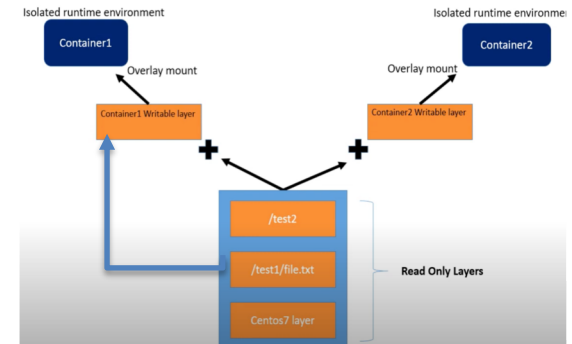 Isolated runtime environment
Isolated runtime environme
Container1
Container2
Overlay mount
Overlay mount
Container1 Writable layer
Container2 Writable layer
/test2
/test1/file.txt
Read Only Layers
Centos7 layer